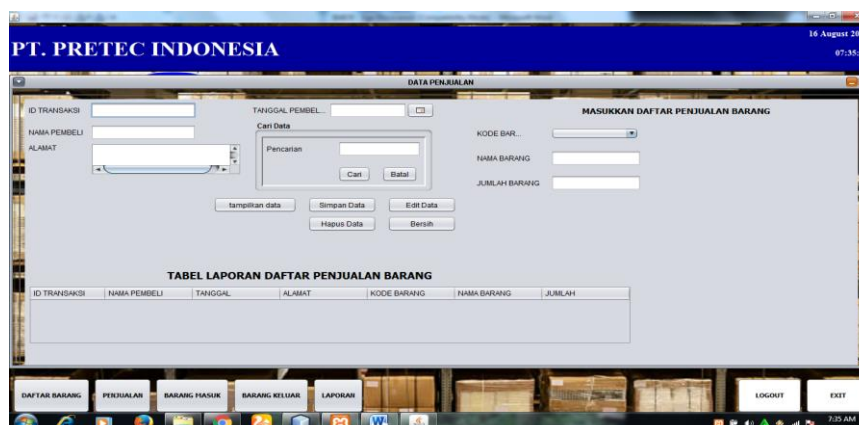 16 August 20
PT. PRETEC INDONESIA
07:35:
DATA PENJUALAN
ID TRANSAKSI
TANGGAL PEMBEL...
MASUKKAN DAFTAR PENJUALAN BARANG
NAMA PEMBELI
Cari Data
KODE BAR...
ALAMAT
Pencarian
NAMA BARANG
Cari Batal
JUMLAH BARANG
tampilkan data Simpan Data Edit Data
Hapus Data Bersih
TABEL LAPORAN DAFTAR PENJUALAN BARANG
ID TRANSAKSI NAMA PEMBELI TANGGAL ALAMAT KODE BARANG NAMA BARANG JUMLAH
DAFTAR BARANG PENJUALAN BARANG MASUK BARANG KELUAR LAPORAN LOGOUT EXIT
7:35 AM